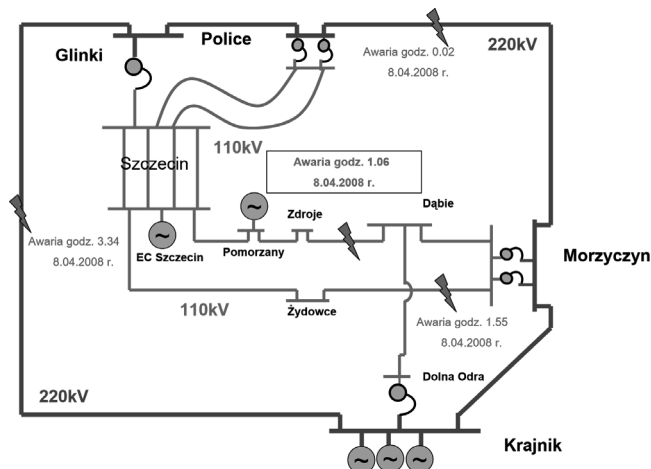 Police
Glinki
220kV
Awaria godz. 0.02
8.04.2008 r.
110kV
Szczecin
Awaria godz. 1.06
8.04.2008 r.
Zdroje
Dąbie
Awaria godz. 3.34
8.04.2008 r.
EC Szczecin
Pomorzany
Morzyczyn
110kV
Żydowce
Awaria godz. 1.55
8.04.2008 r.
Dolna Odra
220kV
Krajnik